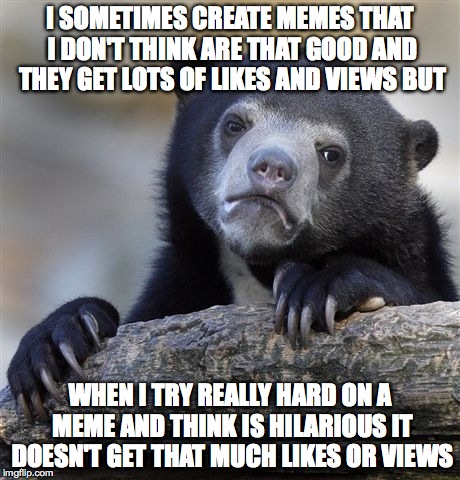 I SOMETIMES CREATE MEMES THAT
I DON'T THINK ARE THAT GOOD AND
THEY GET LOTS OF LIKES AND VIEWS BUT
WHEN I TRY REALLY HARD ON A
MEME AND THINK IS HILARIOUS IT
DOESN'T GET THAT MUCH LIKES OR VIEWS
imgflip.com